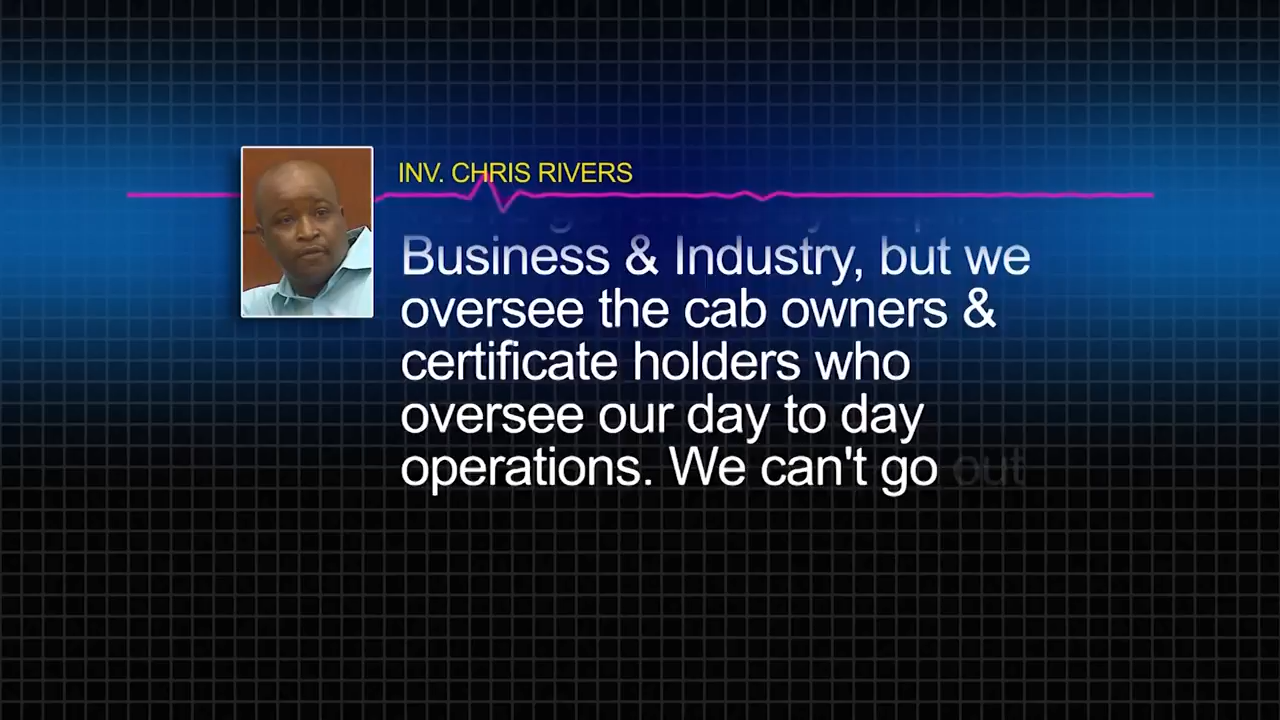 INV. CHRIS RIVERS
Business & Industry, but we
oversee the cab owners &
certificate holders who
oversee our day to day
operations. We can't go out